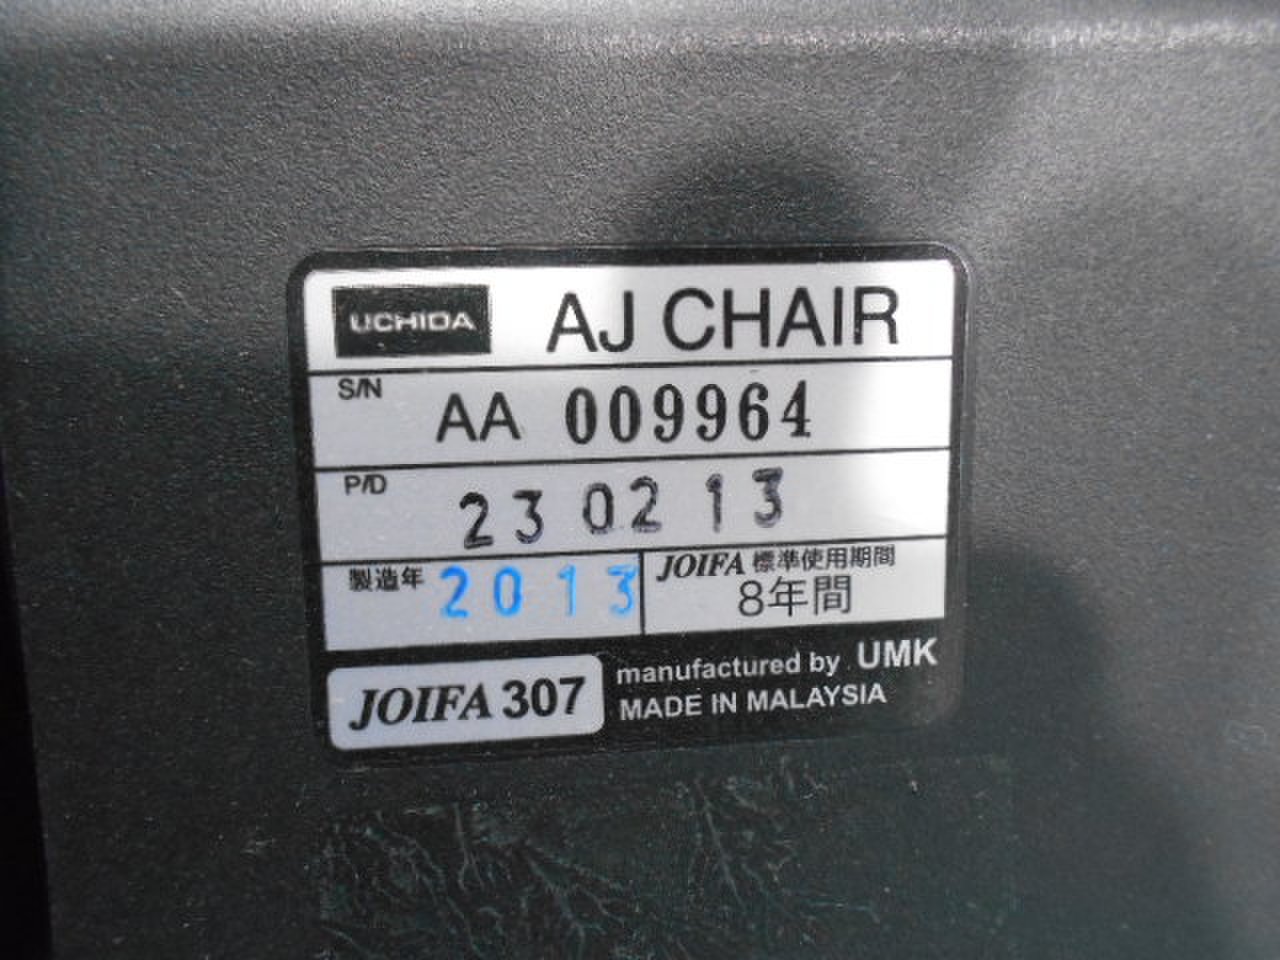 UCHIDA AJ CHAIR
S/N AA 009964
P/D 23 02 13
製造年 2013
JOIFA 標準使用期間
8年間
JOIFA 307
manufactured by UMK
MADE IN MALAYSIA